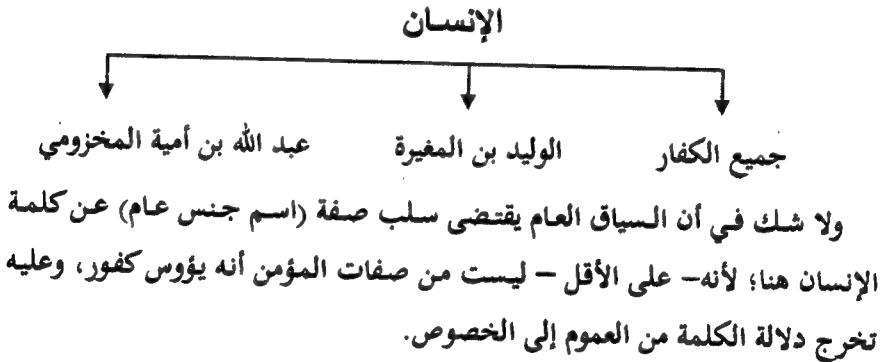 الإنسان
جميع الكفار الوليد بن المغيرة عبد الله بن أمية المخزومي
ولا شك في أن السياق العام يقتضى سلب صفة (اسم جنس عام) عن كلمة
الإنسان هنا؛ لأنه– على الأقل – ليست من صفات المؤمن أنه يؤوس كفور، وعليه
تخرج دلالة الكلمة من العموم إلى الخصوص.